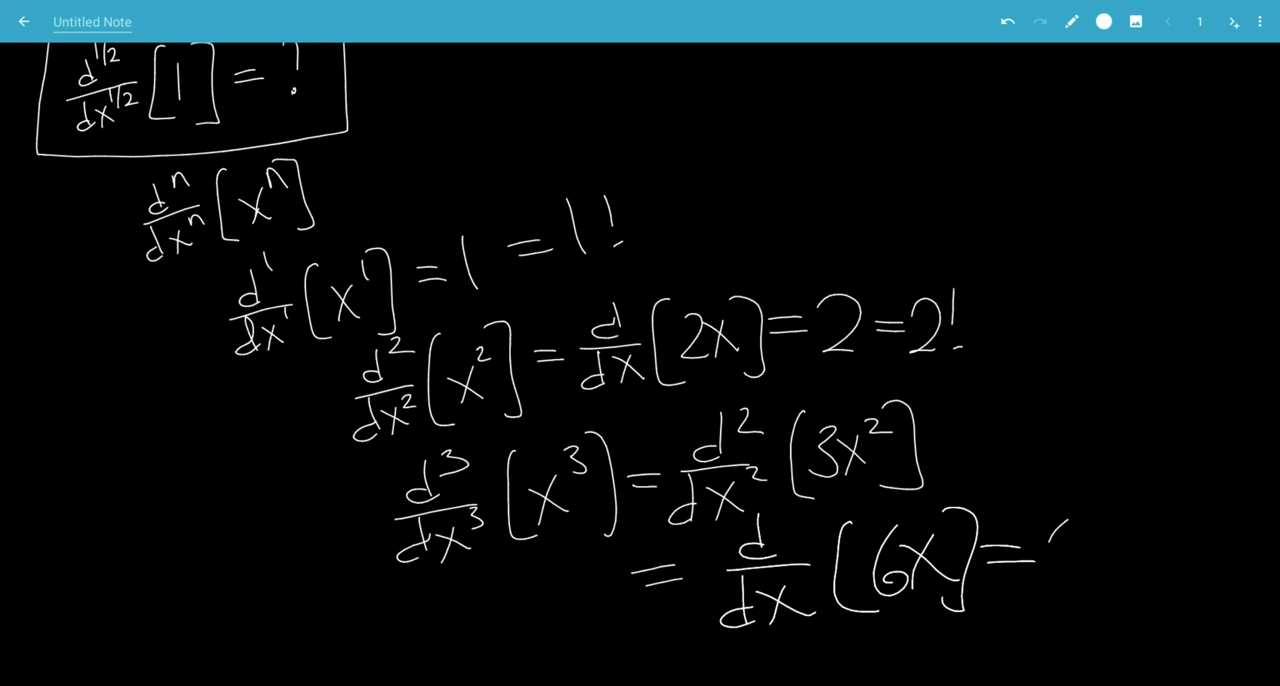 Untitled Note
1
d^{1/2}/dx^{1/2} [1] = ?
d^n/dx^n [x^n]
d^1/dx^1 [x^1] = 1 = 1!
d^2/dx^2 [x^2] = d/dx [2x] = 2 = 2!
d^3/dx^3 [x^3] = d^2/dx^2 [3x^2]
= d/dx [6x] =